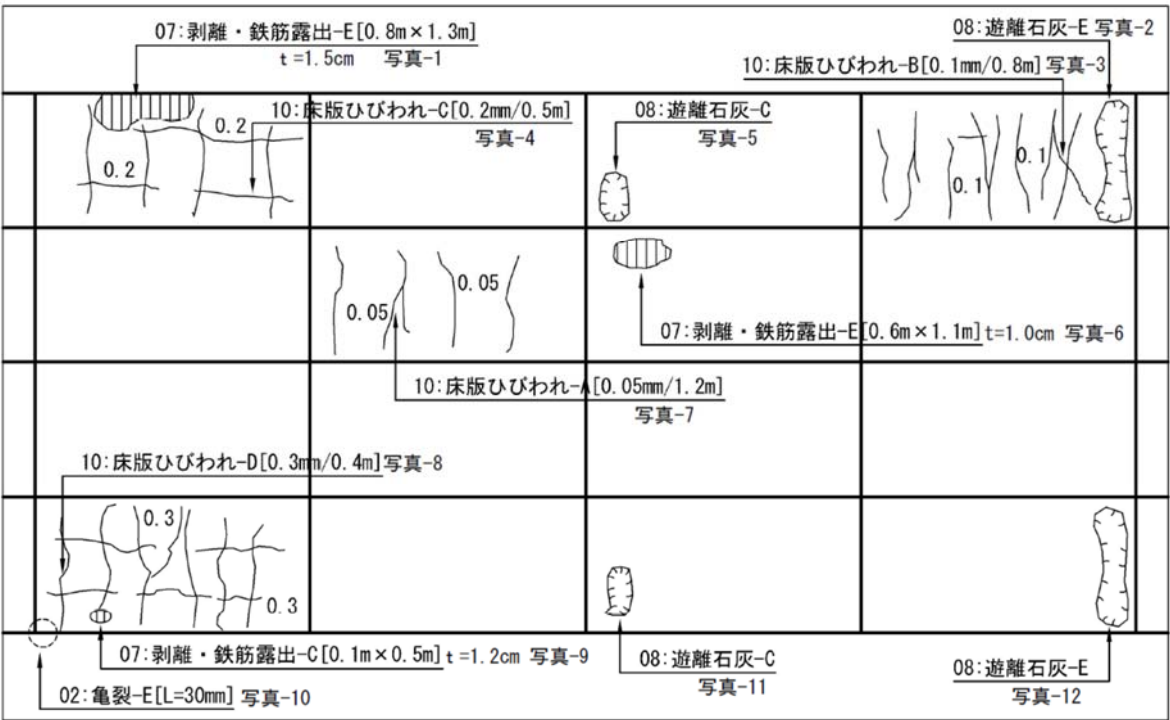 07:剥離・鉄筋露出-E[0.8m×1.3m]
t=1.5cm 写真-1
08:遊離石灰-E 写真-2
10:床版ひびわれ-B[0.1mm/0.8m] 写真-3
10:床版ひびわれ-C[0.2mm/0.5m]
写真-4
08:遊離石灰-C
写真-5
0.2
0.2
0.1
0.1
0.05
0.05
07:剥離・鉄筋露出-E[0.6m×1.1m] t=1.0cm 写真-6
10:床版ひびわれ-A[0.05mm/1.2m]
写真-7
10:床版ひびわれ-D[0.3mm/0.4m] 写真-8
0.3
0.3
07:剥離・鉄筋露出-C[0.1m×0.5m] t=1.2cm 写真-9
02:亀裂-E[L=30mm] 写真-10
08:遊離石灰-C
写真-11
08:遊離石灰-E
写真-12